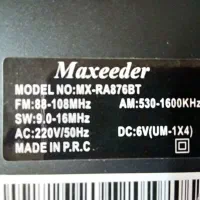 Maxeeder
MODEL NO:MX-RA876BT
FM:88-108MHz AM:530-1600KHz
SW:9.0-16MHz
AC:220V/50Hz DC:6V(UM-1X4)
MADE IN P.R.C